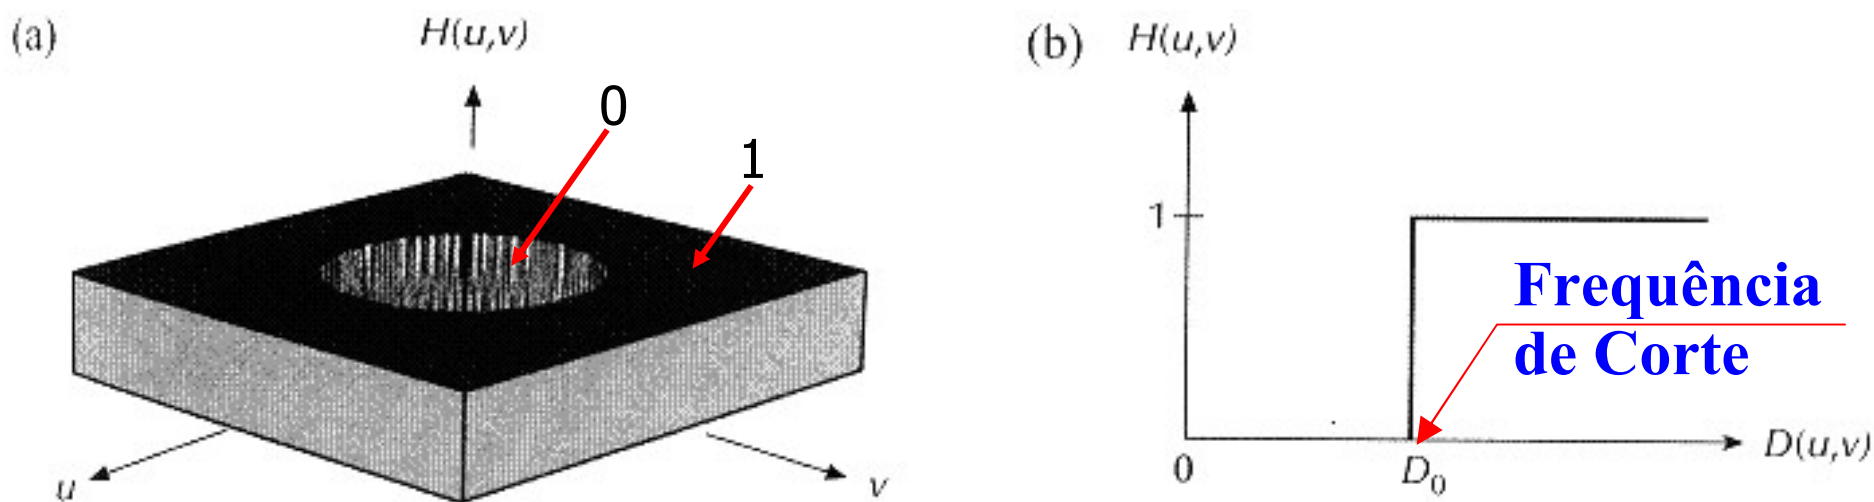 (a)
H(u,v)
0
1
u
v
(b)
H(u,v)
1
Frequência
de Corte
0
D₀
D(u,v)